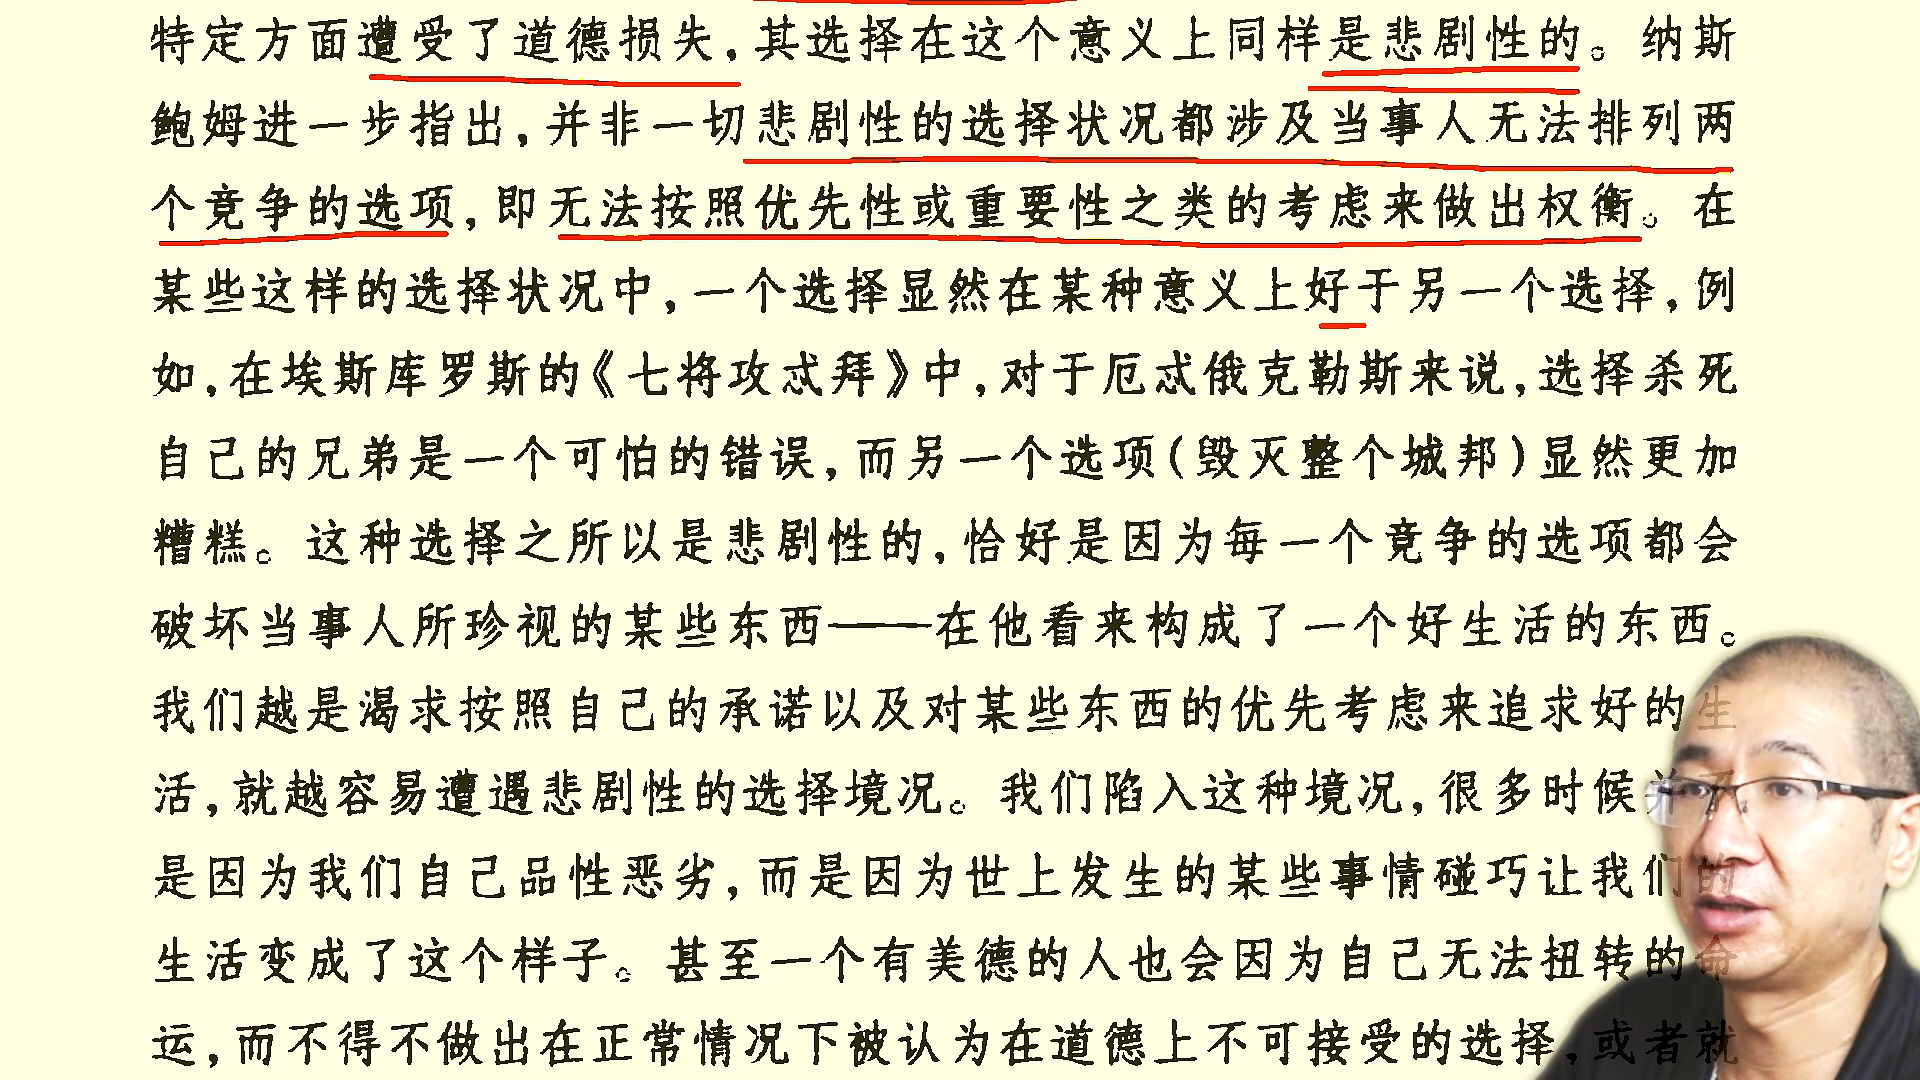 特定方面遭受了道德损失，其选择在这个意义上同样是悲剧性的。纳斯
鲍姆进一步指出，并非一切悲剧性的选择状况都涉及当事人无法排列两
个竞争的选项，即无法按照优先性或重要性之类的考虑来做出权衡。在
某些这样的选择状况中，一个选择显然在某种意义上好于另一个选择，例
如，在埃斯库罗斯的《七将攻忒拜》中，对于厄忒俄克勒斯来说，选择杀死
自己的兄弟是一个可怕的错误，而另一个选项（毁灭整个城邦）显然更加
糟糕。这种选择之所以是悲剧性的，恰好是因为每一个竞争的选项都会
破坏当事人所珍视的某些东西——在他看来构成了一个好生活的东西。
我们越是渴求按照自己的承诺以及对某些东西的优先考虑来追求好的生
活，就越容易遭遇悲剧性的选择境况。我们陷入这种境况，很多时候并不
是因为我们自己品性恶劣，而是因为世上发生的某些事情碰巧让我们的
生活变成了这个样子。甚至一个有美德的人也会因为自己无法扭转的命
运，而不得不做出在正常情况下被认为在道德上不可接受的选择，或者就